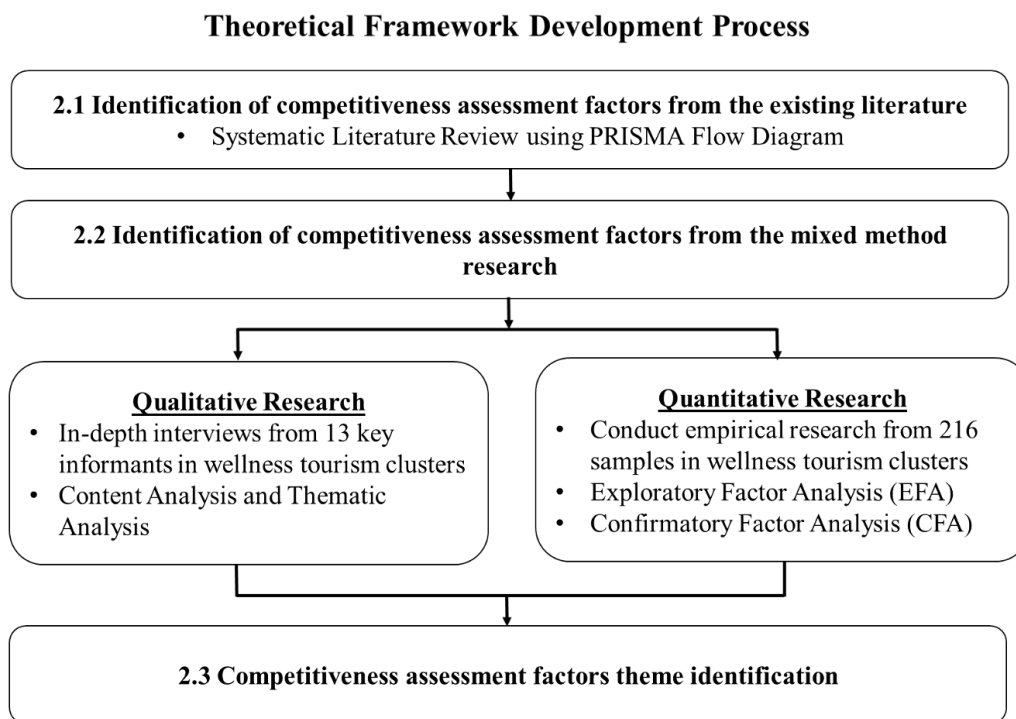 Theoretical Framework Development Process
2.1 Identification of competitiveness assessment factors from the existing literature
• Systematic Literature Review using PRISMA Flow Diagram
2.2 Identification of competitiveness assessment factors from the mixed method
research
Qualitative Research
• In-depth interviews from 13 key
informants in wellness tourism clusters
• Content Analysis and Thematic
Analysis
Quantitative Research
• Conduct empirical research from 216
samples in wellness tourism clusters
• Exploratory Factor Analysis (EFA)
• Confirmatory Factor Analysis (CFA)
2.3 Competitiveness assessment factors theme identification